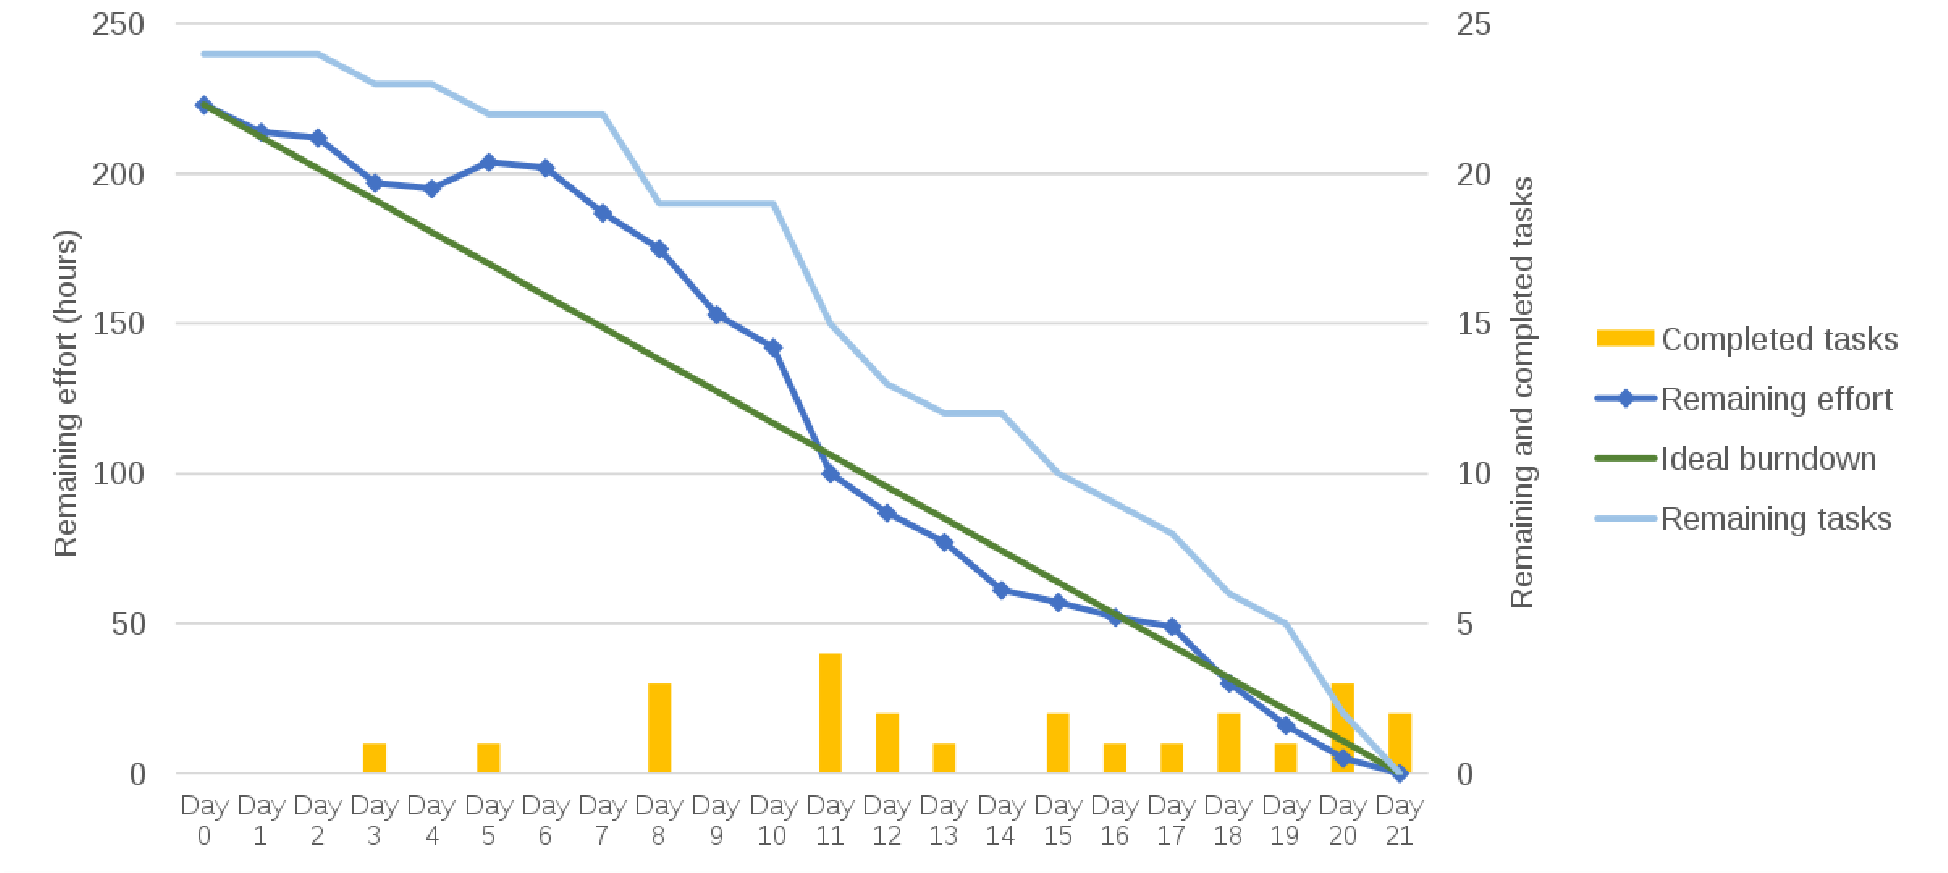 250
200
150
100
50
0
Remaining effort (hours)
25
20
15
10
5
0
Remaining and completed tasks
Day 0
Day 1
Day 2
Day 3
Day 4
Day 5
Day 6
Day 7
Day 8
Day 9
Day 10
Day 11
Day 12
Day 13
Day 14
Day 15
Day 16
Day 17
Day 18
Day 19
Day 20
Day 21
Completed tasks
Remaining effort
Ideal burndown
Remaining tasks